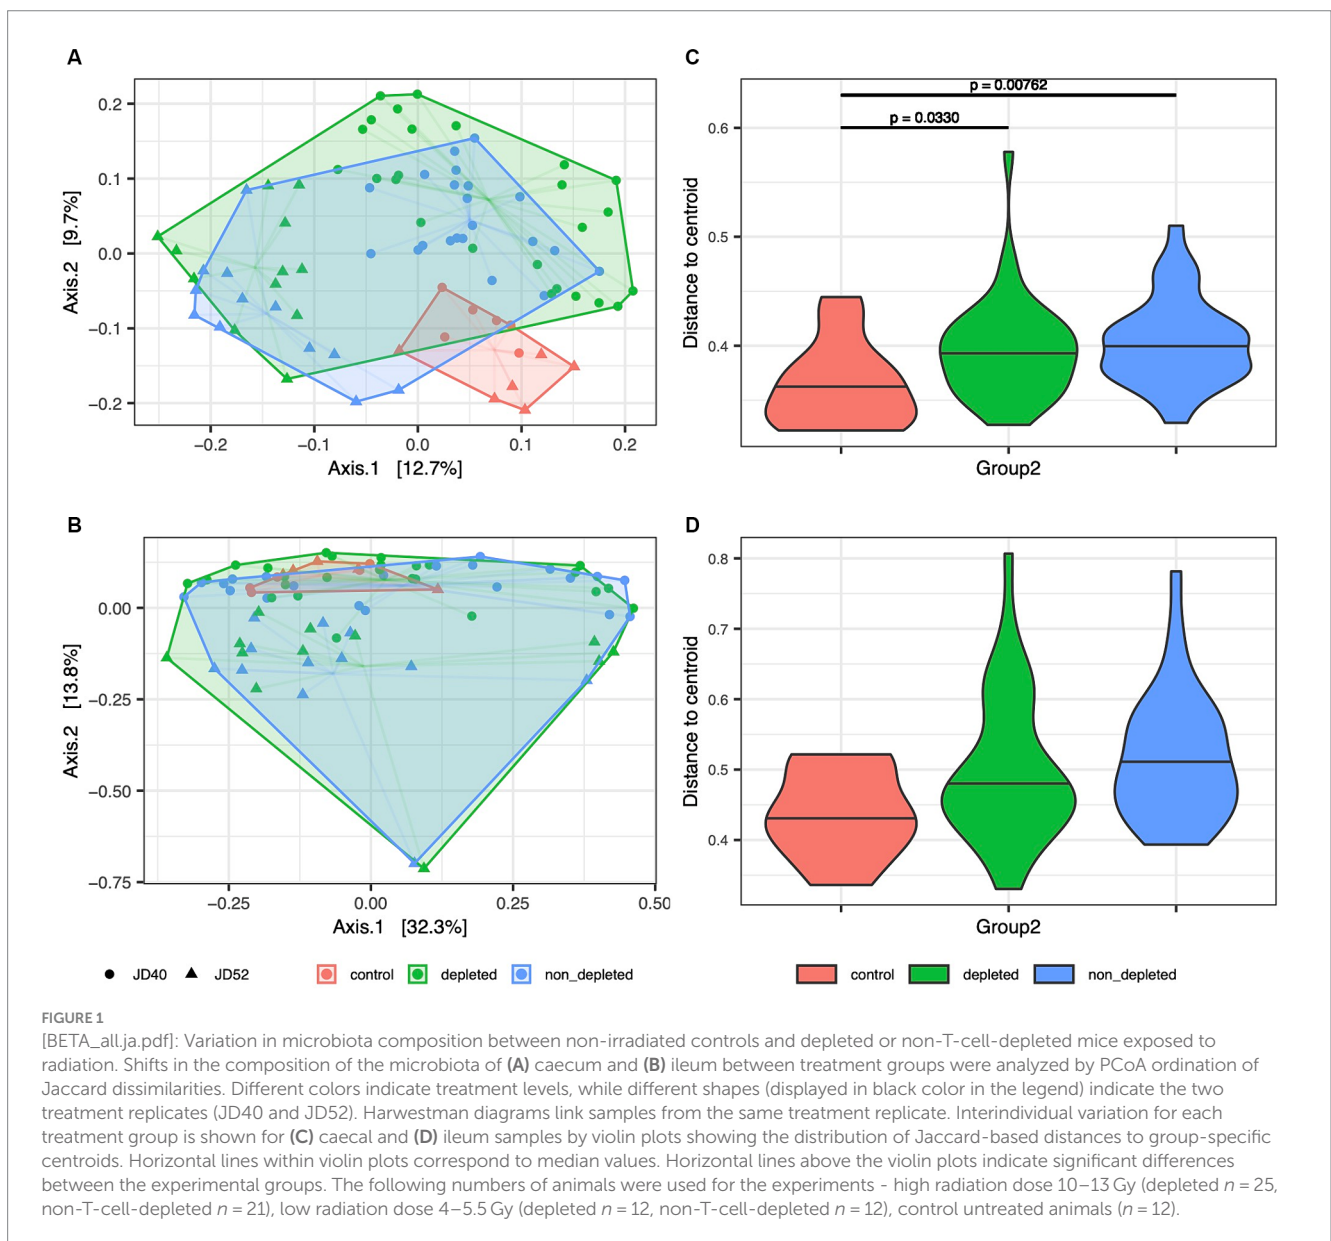 A
0.2
0.1
0.0
−0.1
−0.2
Axis.2 [9.7%]
−0.2 −0.1 0.0 0.1 0.2
Axis.1 [12.7%]
C
p = 0.00762
p = 0.0330
0.6
0.5
0.4
Distance to centroid
Group2
B
0.00
−0.25
−0.50
−0.75
Axis.2 [13.8%]
−0.25 0.00 0.25 0.50
Axis.1 [32.3%]
D
0.8
0.7
0.6
0.5
0.4
Distance to centroid
Group2
JD40 JD52 control depleted non_depleted
control depleted non_depleted
FIGURE 1
[BETA_all.ja.pdf]: Variation in microbiota composition between non-irradiated controls and depleted or non-T-cell-depleted mice exposed to
radiation. Shifts in the composition of the microbiota of (A) caecum and (B) ileum between treatment groups were analyzed by PCoA ordination of
Jaccard dissimilarities. Different colors indicate treatment levels, while different shapes (displayed in black color in the legend) indicate the two
treatment replicates (JD40 and JD52). Harwestman diagrams link samples from the same treatment replicate. Interindividual variation for each
treatment group is shown for (C) caecal and (D) ileum samples by violin plots showing the distribution of Jaccard-based distances to group-specific
centroids. Horizontal lines within violin plots correspond to median values. Horizontal lines above the violin plots indicate significant differences
between the experimental groups. The following numbers of animals were used for the experiments - high radiation dose 10–13 Gy (depleted n = 25,
non-T-cell-depleted n = 21), low radiation dose 4–5.5 Gy (depleted n = 12, non-T-cell-depleted n = 12), control untreated animals (n = 12).